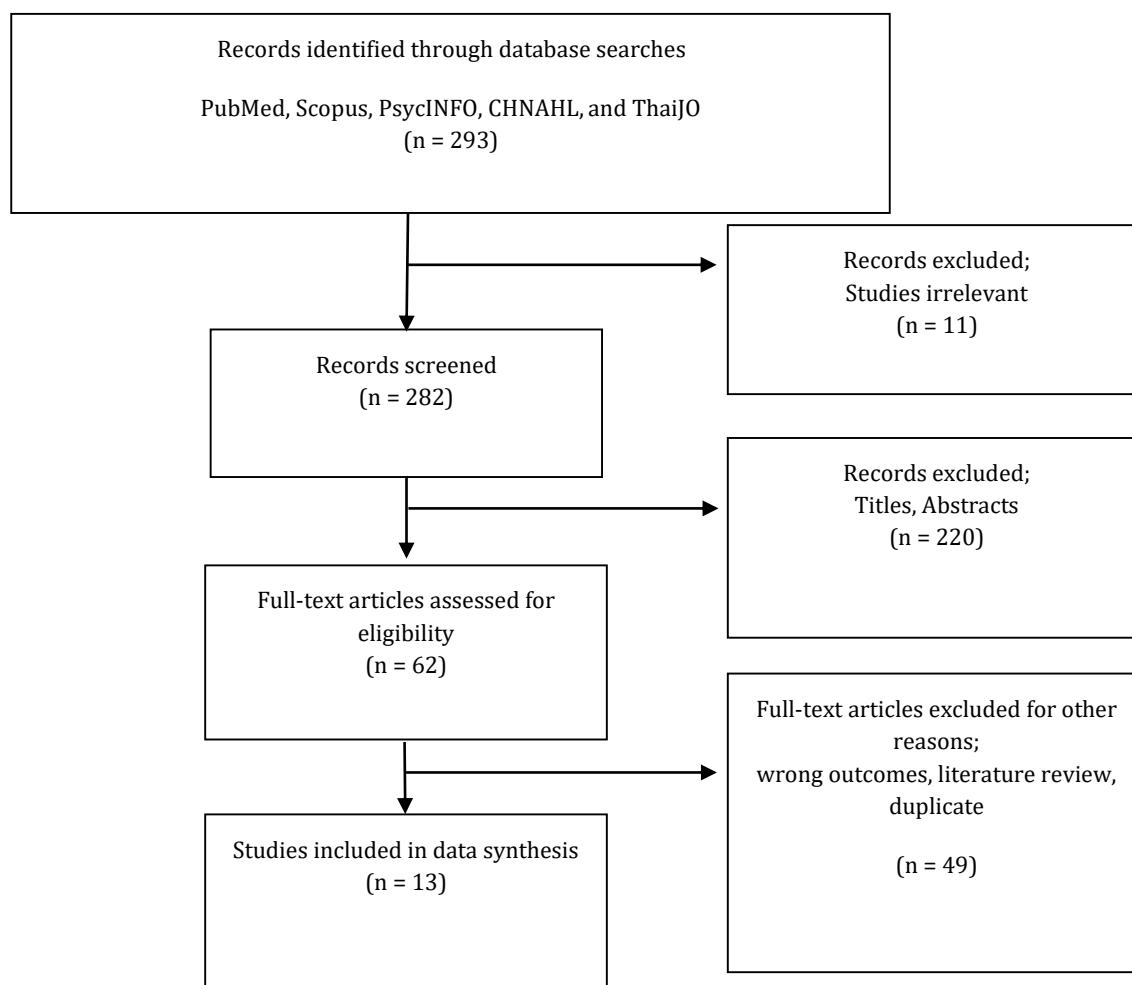 Records identified through database searches
PubMed, Scopus, PsycINFO, CHNAHL, and ThaiJO
(n = 293)
Records excluded;
Studies irrelevant
(n = 11)
Records screened
(n = 282)
Records excluded;
Titles, Abstracts
(n = 220)
Full-text articles assessed for
eligibility
(n = 62)
Full-text articles excluded for other
reasons;
wrong outcomes, literature review,
duplicate
(n = 49)
Studies included in data synthesis
(n = 13)